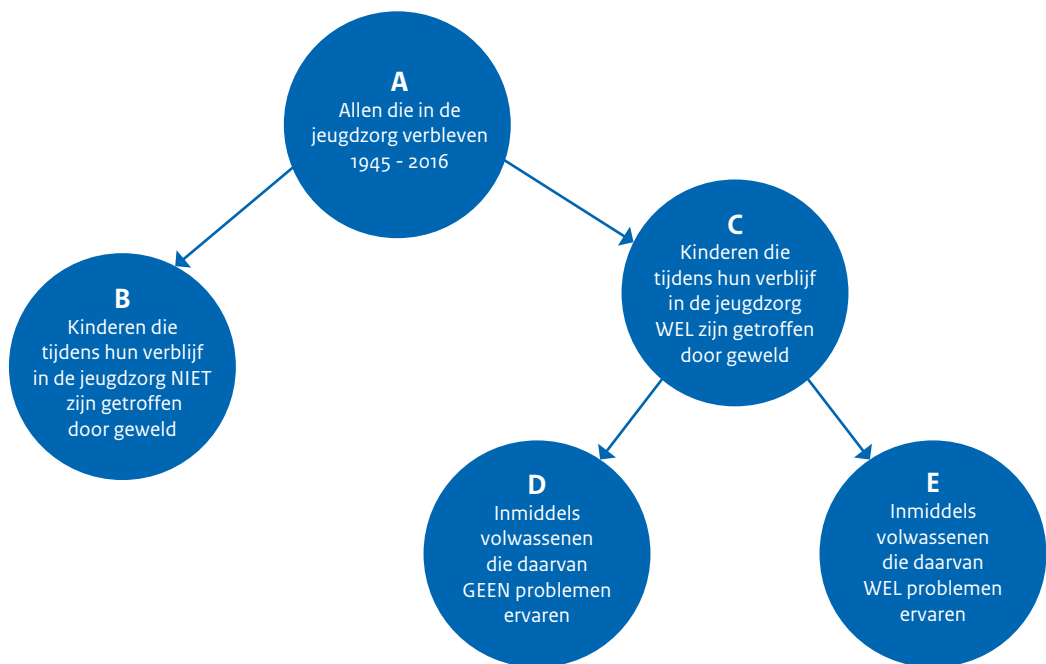 A
Allen die in de
jeugdzorg verbleven
1945 - 2016
C
Kinderen die
tijdens hun verblijf
in de jeugdzorg
WEL zijn getroffen
door geweld
B
Kinderen die
tijdens hun verblijf
in de jeugdzorg NIET
zijn getroffen
door geweld
D
Inmiddels
volwassenen
die daarvan
GEEN problemen
ervaren
E
Inmiddels
volwassenen
die daarvan
WEL problemen
ervaren